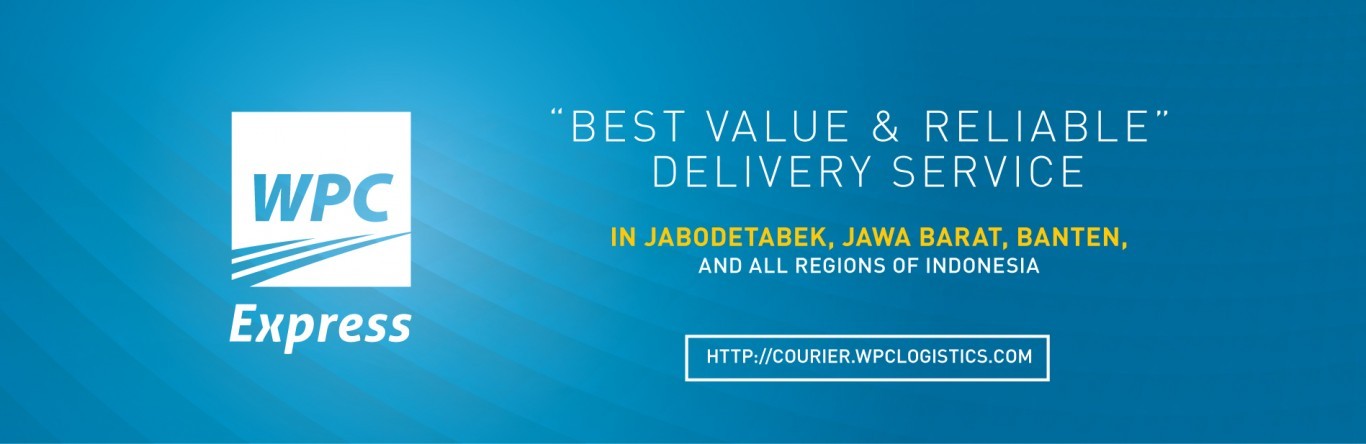 WPC
Express
“BEST VALUE & RELIABLE”
DELIVERY SERVICE
IN JABODETABEK, JAWA BARAT, BANTEN,
AND ALL REGIONS OF INDONESIA
HTTP://COURIER.WPCLOGISTICS.COM